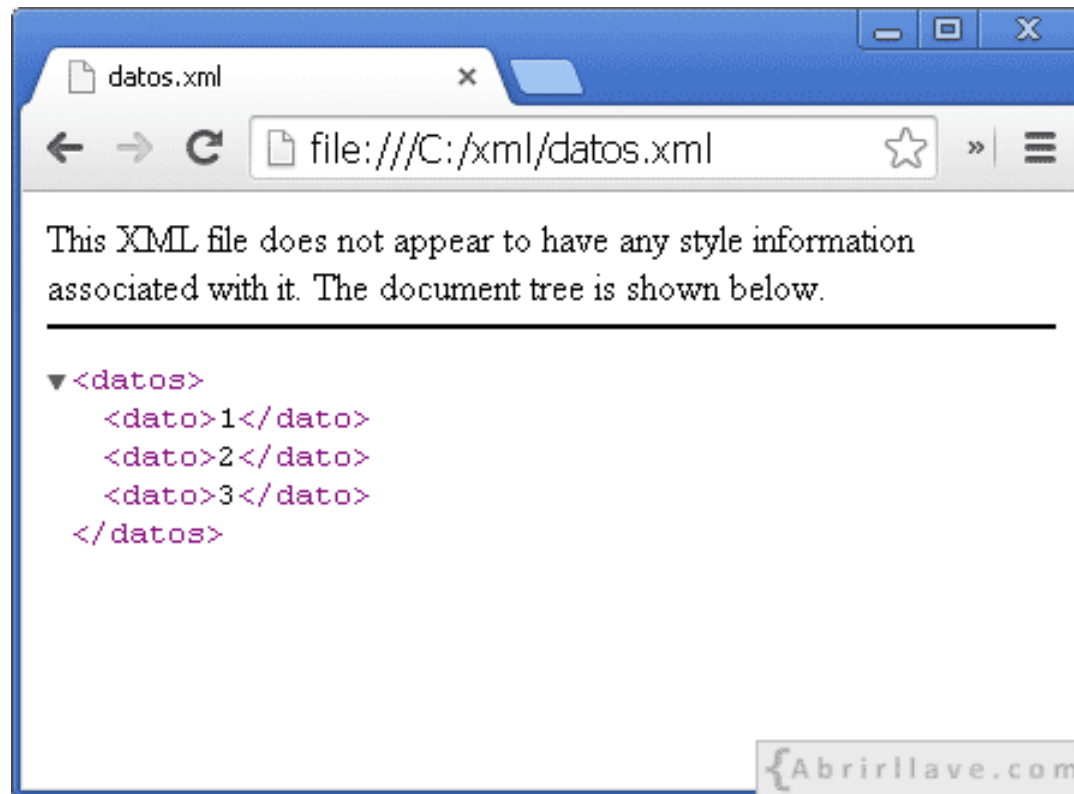 datos.xml
file:///C:/xml/datos.xml
This XML file does not appear to have any style information
associated with it. The document tree is shown below.
<datos>
<dato>1</dato>
<dato>2</dato>
<dato>3</dato>
</datos>
{Abrirllave.com